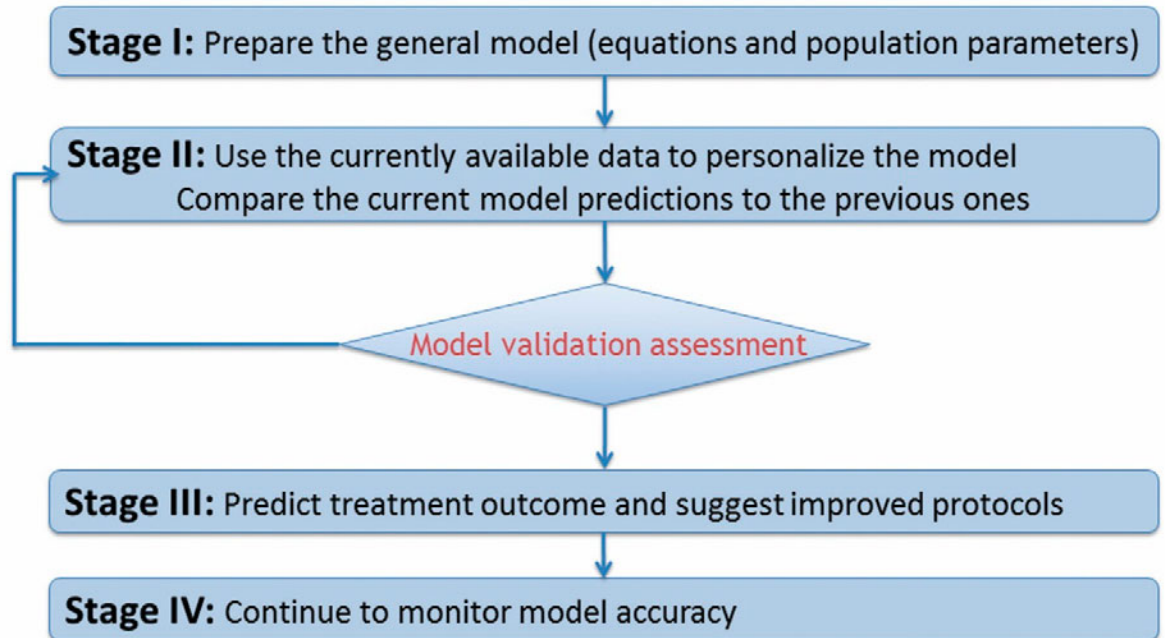 Stage I: Prepare the general model (equations and population parameters)
Stage II: Use the currently available data to personalize the model
Compare the current model predictions to the previous ones
Model validation assessment
Stage III: Predict treatment outcome and suggest improved protocols
Stage IV: Continue to monitor model accuracy